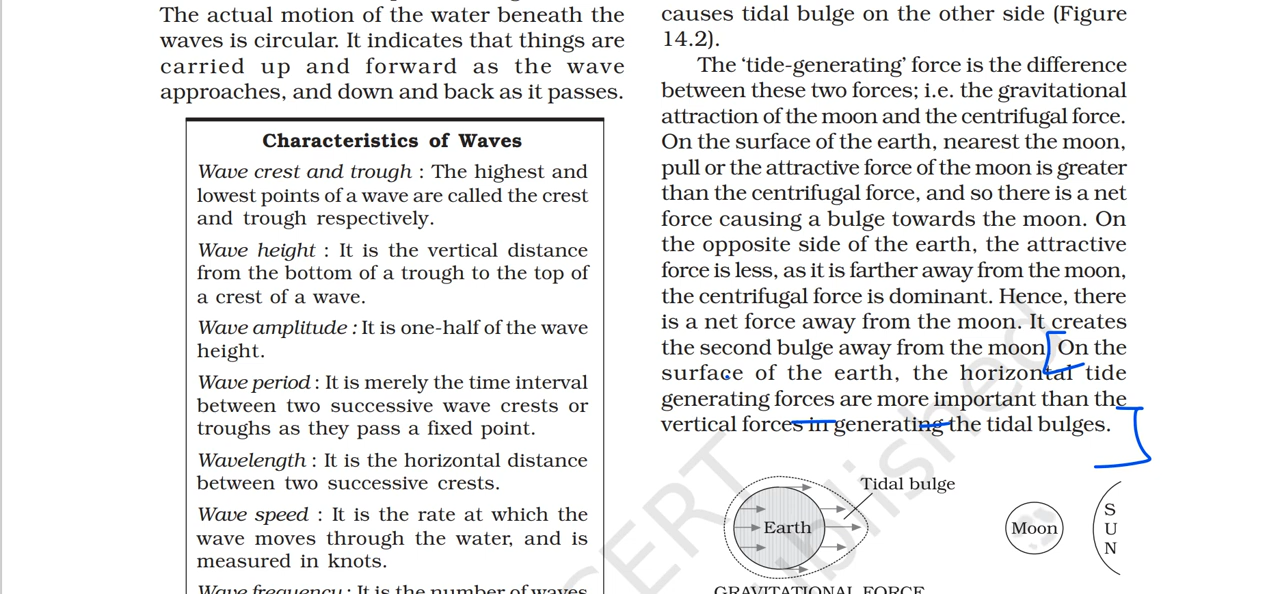 The actual motion of the water beneath the
waves is circular. It indicates that things are
carried up and forward as the wave
approaches, and down and back as it passes.
Characteristics of Waves
Wave crest and trough : The highest and
lowest points of a wave are called the crest
and trough respectively.
Wave height : It is the vertical distance
from the bottom of a trough to the top of
a crest of a wave.
Wave amplitude : It is one-half of the wave
height.
Wave period : It is merely the time interval
between two successive wave crests or
troughs as they pass a fixed point.
Wavelength : It is the horizontal distance
between two successive crests.
Wave speed : It is the rate at which the
wave moves through the water, and is
measured in knots.
Wave frequency : It is the number of waves
causes tidal bulge on the other side (Figure
14.2).
The ‘tide-generating’ force is the difference
between these two forces; i.e. the gravitational
attraction of the moon and the centrifugal force.
On the surface of the earth, nearest the moon,
pull or the attractive force of the moon is greater
than the centrifugal force, and so there is a net
force causing a bulge towards the moon. On
the opposite side of the earth, the attractive
force is less, as it is farther away from the moon,
the centrifugal force is dominant. Hence, there
is a net force away from the moon. It creates
the second bulge away from the moon. On the
surface of the earth, the horizontal tide
generating forces are more important than the
vertical forces in generating the tidal bulges.
Tidal bulge
Earth
Moon
S
U
N
GRAVITATIONAL FORCE